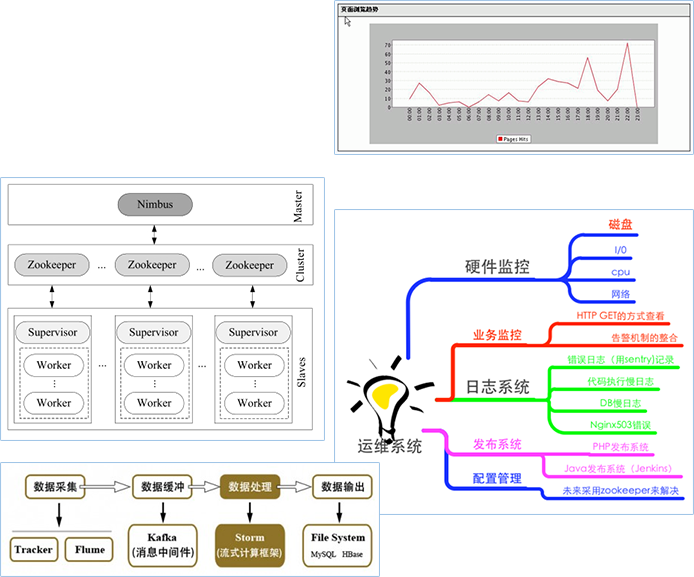 页面浏览趋势
70
60
50
40
30
20
10
0
00:00 01:00 02:00 03:00 04:00 05:00 06:00 07:00 08:00 09:00 10:00 11:00 12:00 13:00 14:00 15:00 16:00 17:00 18:00 19:00 20:00 21:00 22:00 23:00
Pages Hits
Nimbus
Master
Zookeeper ... Zookeeper ... Zookeeper
Cluster
Supervisor Supervisor Supervisor
Worker ... Worker ... Worker
Worker Worker Worker
Slaves
运维系统
硬件监控
磁盘
I/0
cpu
网络
业务监控
HTTP GET的方式查看
告警机制的整合
日志系统
错误日志（用sentry)记录
代码执行慢日志
DB慢日志
Nginx503错误
发布系统
PHP发布系统
Java发布系统（Jenkins）
配置管理
未来采用zookeeper来解决
数据采集 数据缓冲 数据处理 数据输出
Tracker Flume
Kafka
(消息中间件)
Storm
(流式计算框架)
File System
MySQL HBase